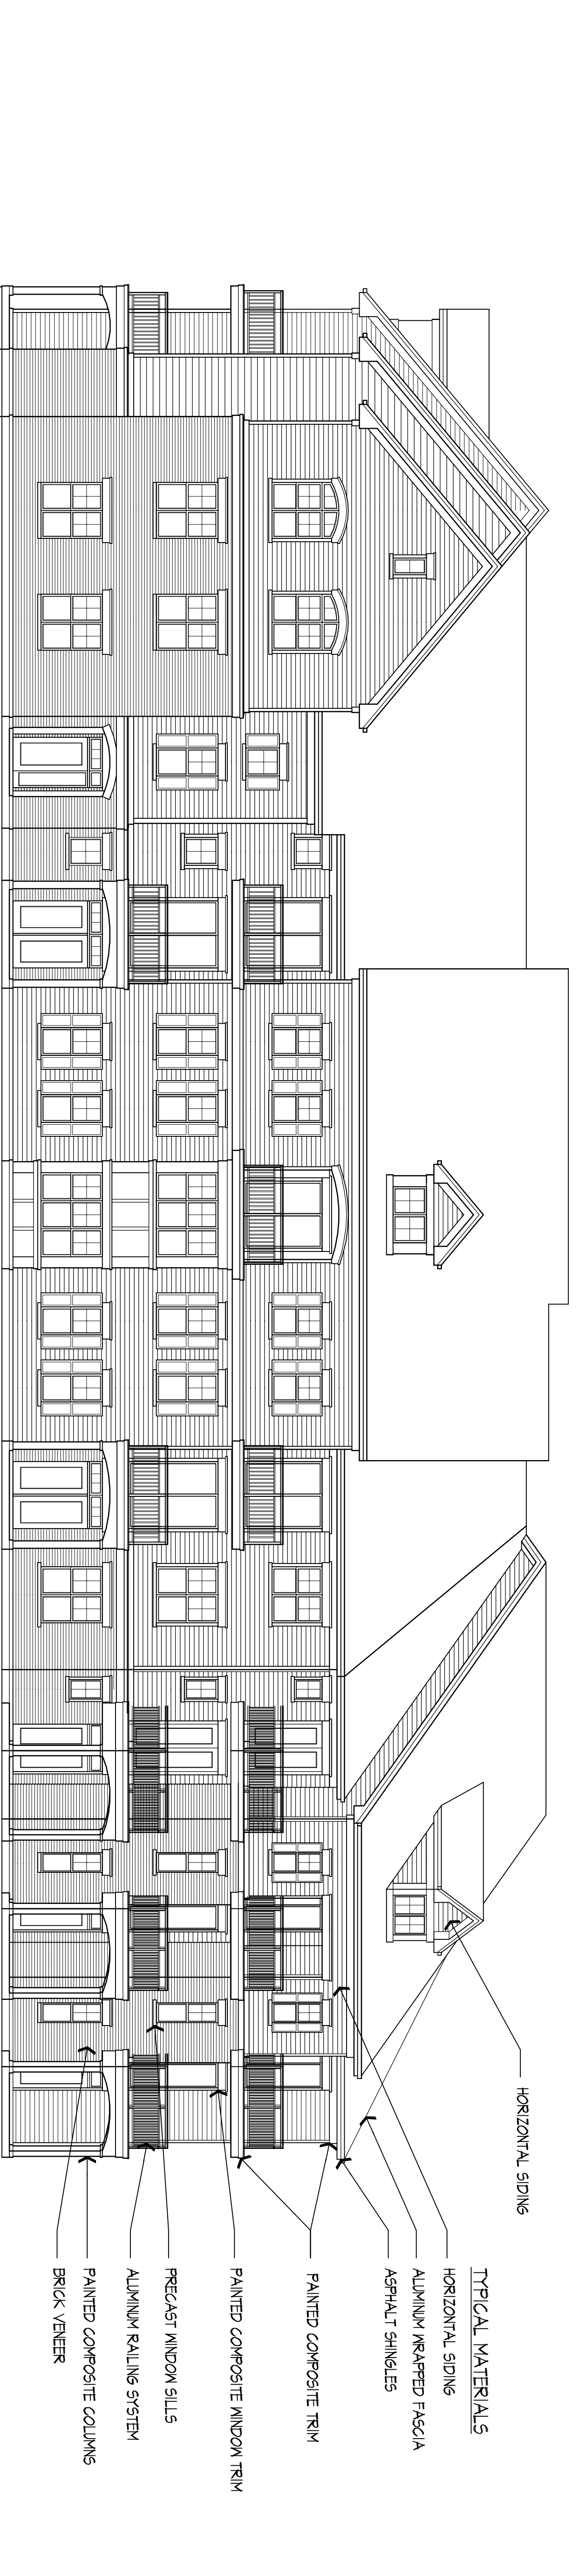 HORIZONTAL SIDING
TYPICAL MATERIALS
HORIZONTAL SIDING
ALUMINUM WRAPPED FASCIA
ASPHALT SHINGLES
PAINTED COMPOSITE TRIM
PAINTED COMPOSITE WINDOW TRIM
PRECAST WINDOW SILLS
ALUMINUM RAILING SYSTEM
PAINTED COMPOSITE COLUMNS
BRICK VENEER